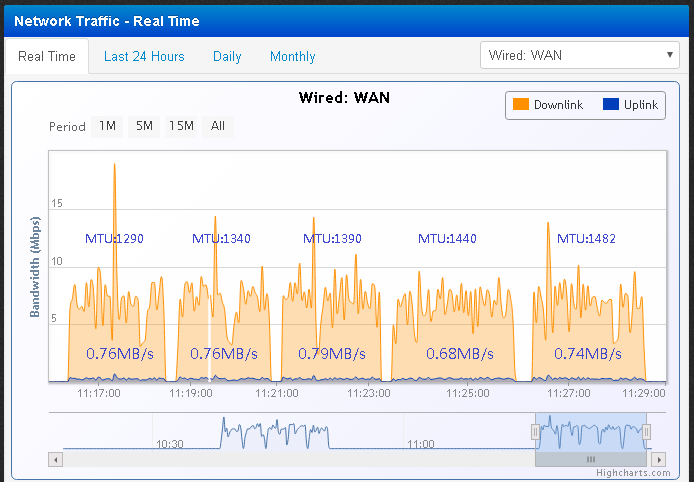 Network Traffic - Real Time
Real Time Last 24 Hours Daily Monthly Wired: WAN
Wired: WAN
Downlink Uplink
Period 1M 5M 15M All
Bandwidth (Mbps)
15
MTU:1290 MTU:1340 MTU:1390 MTU:1440 MTU:1482
10
5
0.76MB/s 0.76MB/s 0.79MB/s 0.68MB/s 0.74MB/s
11:17:00 11:19:00 11:21:00 11:23:00 11:25:00 11:27:00 11:29:00
10:30 11:00
Highcharts.com